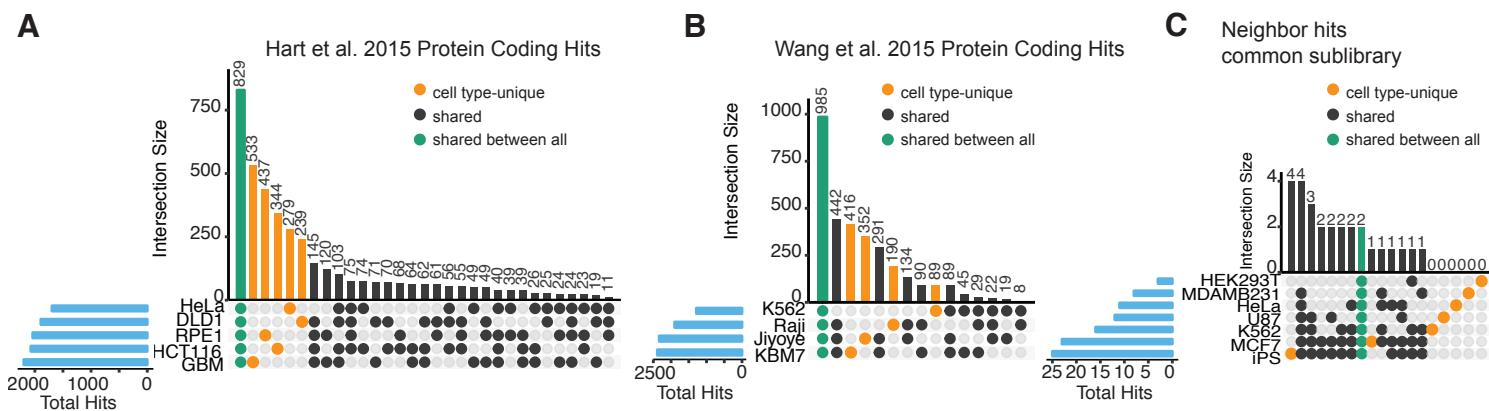 A
Hart et al. 2015 Protein Coding Hits
cell type-unique
shared
shared between all
Intersection Size
750
500
250
0
829
533
437
344
279
239
145
120
103
75
74
71
70
68
64
62
61
56
55
49
49
40
39
39
26
25
24
24
23
19
11
HeLa
DLD1
RPE1
HCT116
GBM
2000 1000 0
Total Hits
B
Wang et al. 2015 Protein Coding Hits
cell type-unique
shared
shared between all
Intersection Size
1000
750
500
250
0
985
442
416
352
291
190
134
90
89
89
45
29
22
19
8
K562
Raji
Jiyoye
KBM7
2500 0
Total Hits
C
Neighbor hits
common sublibrary
cell type-unique
shared
shared between all
Intersection Size
4
2
0
4 4 3 2 2 2 2 2 1 1 1 1 1 1 0 0 0 0 0 0
HEK293T
MDAMB231
HeLa
U87
K562
MCF7
iPS
25 20 15 10 5 0
Total Hits